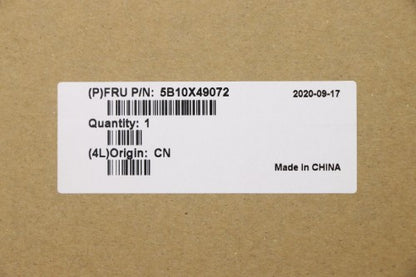 (P)FRU P/N: 5B10X49072 2020-09-17
Quantity: 1
(4L)Origin: CN
Made in CHINA